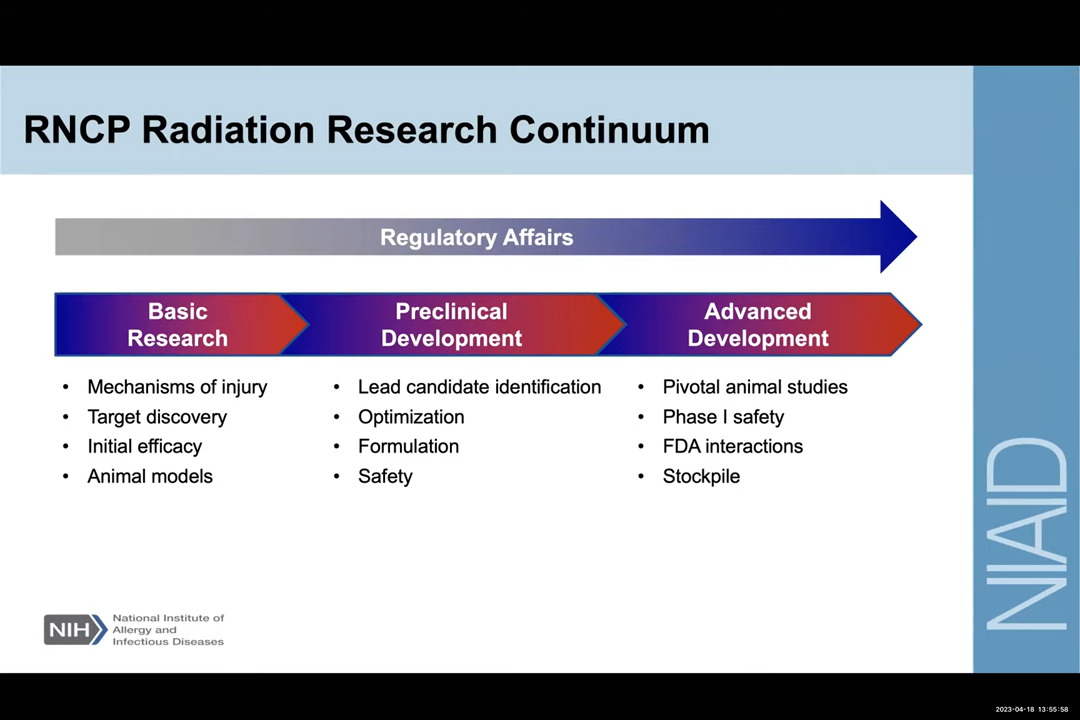 RNCP Radiation Research Continuum
Regulatory Affairs
Basic
Research
Preclinical
Development
Advanced
Development
• Mechanisms of injury
• Target discovery
• Initial efficacy
• Animal models
• Lead candidate identification
• Optimization
• Formulation
• Safety
• Pivotal animal studies
• Phase I safety
• FDA interactions
• Stockpile
NIAID
NIH
National Institute of
Allergy and
Infectious Diseases
2023-04-18 13:55:58